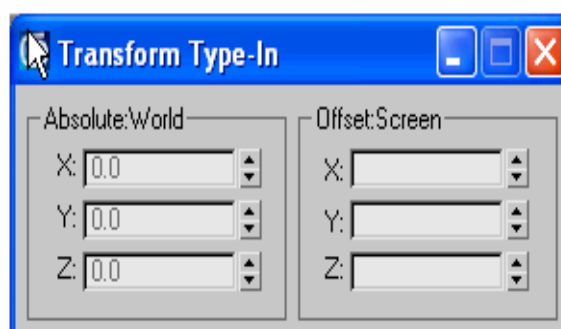 Transform Type-In
Absolute:World
X: 0.0
Y: 0.0
Z: 0.0
Offset:Screen
X:
Y:
Z: